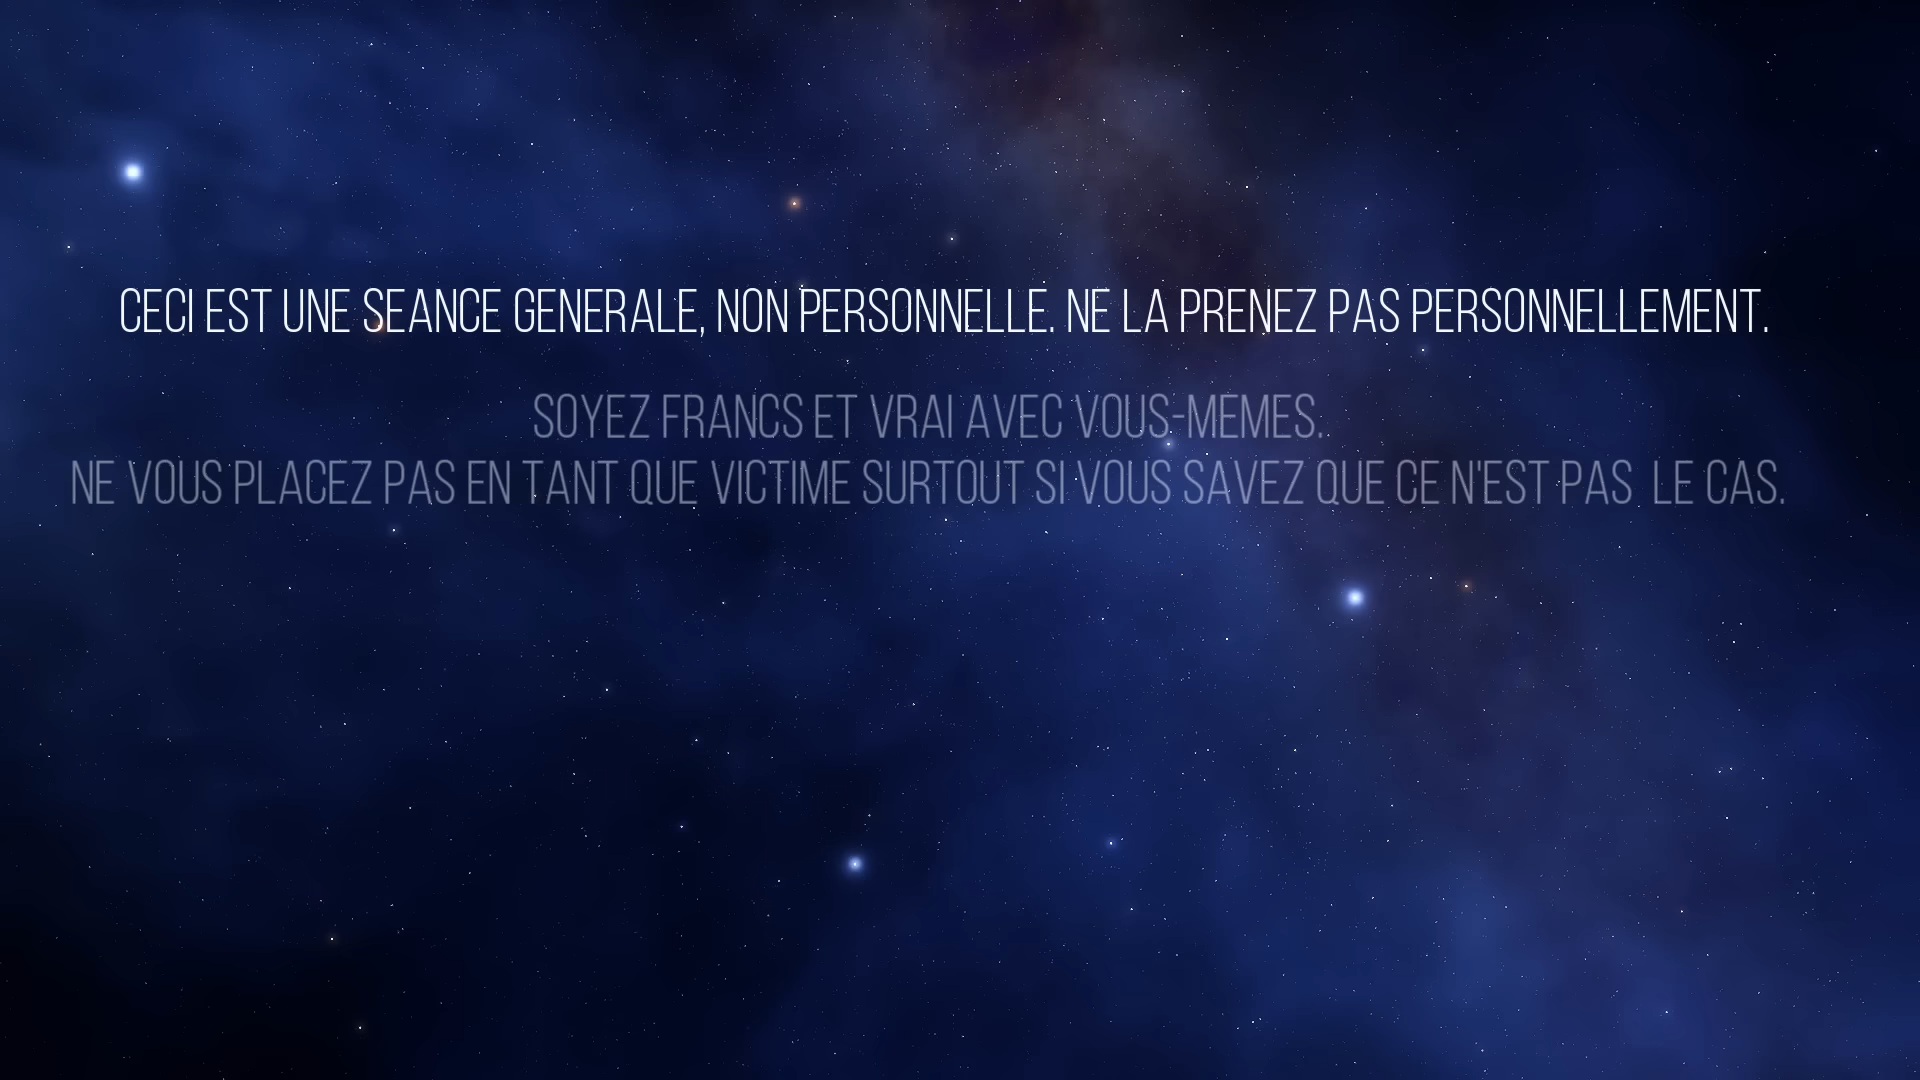 CECI EST UNE SEANCE GENERALE, NON PERSONNELLE. NE LA PRENEZ PAS PERSONNELLEMENT.
SOYEZ FRANCS ET VRAI AVEC VOUS-MEMES.
NE VOUS PLACEZ PAS EN TANT QUE VICTIME SURTOUT SI VOUS SAVEZ QUE CE N'EST PAS LE CAS.